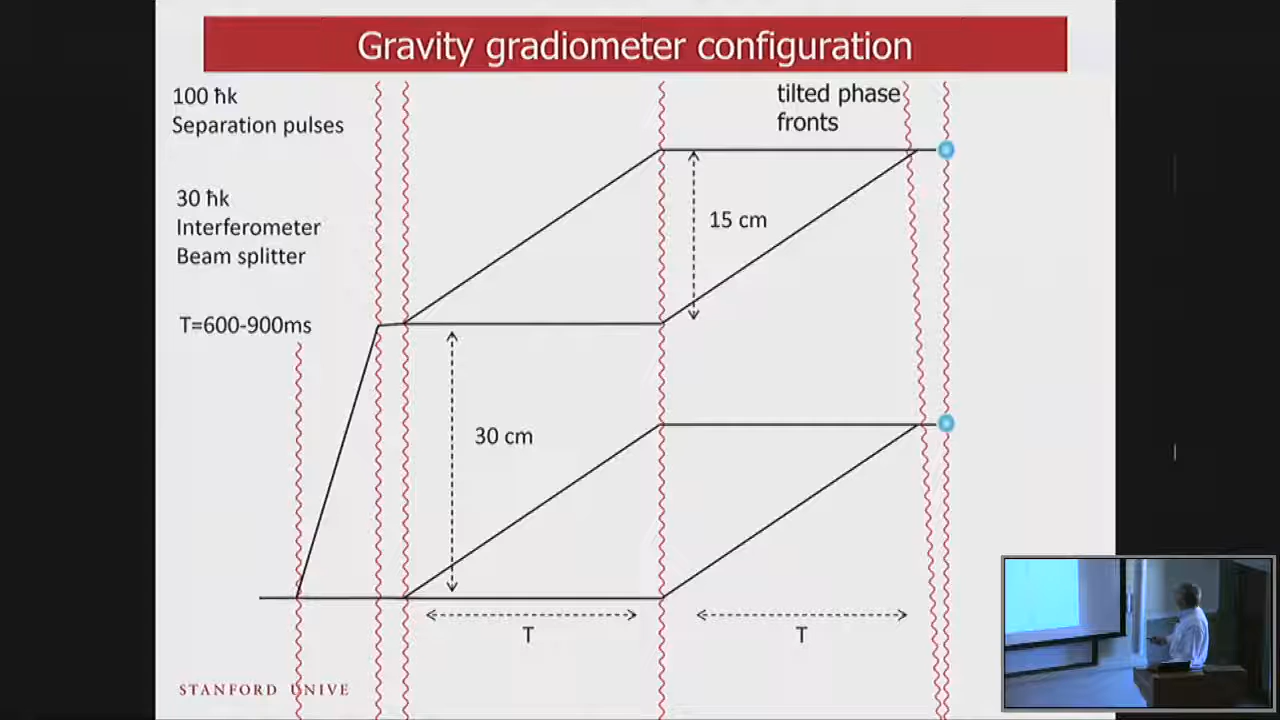 Gravity gradiometer configuration
100 ħk
Separation pulses
tilted phase
fronts
30 ħk
Interferometer
Beam splitter
15 cm
T=600-900ms
30 cm
T
T
STANFORD UNIVE